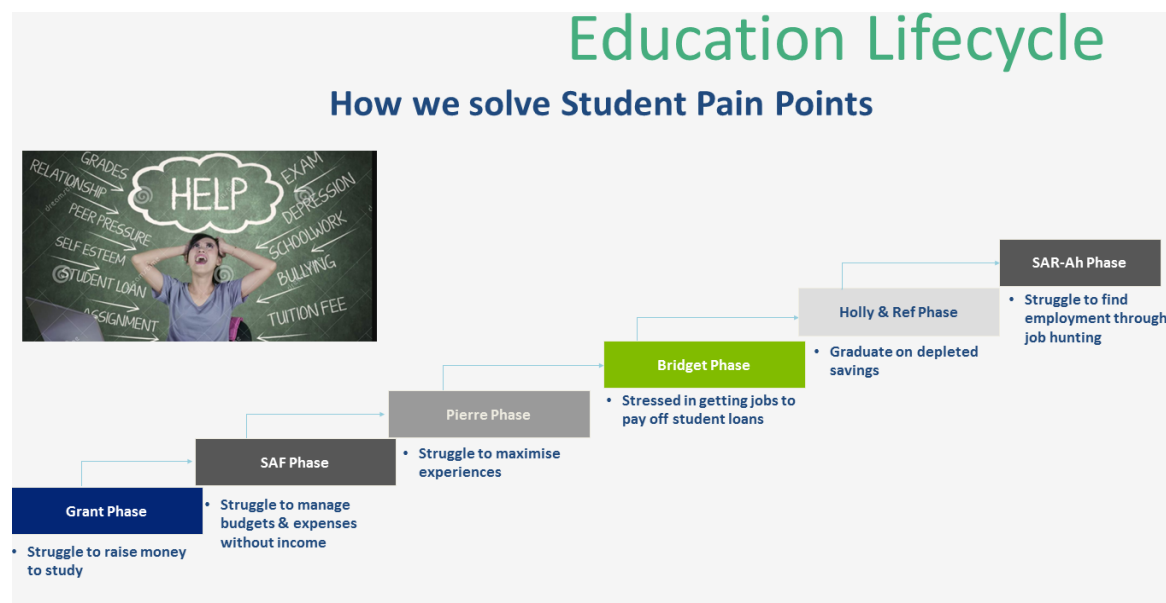 Education Lifecycle
How we solve Student Pain Points
GRADES
RELATIONSHIP
PEER PRESSURE
SELF ESTEEM
STUDENT LOAN
ASSIGNMENT
HELP
EXAM
DEPRESSION
SCHOOLWORK
BULLYING
TUITION FEE
SAR-Ah Phase
• Struggle to find
employment through
job hunting
Holly & Ref Phase
• Graduate on depleted
savings
Bridget Phase
• Stressed in getting jobs to
pay off student loans
Pierre Phase
• Struggle to maximise
experiences
SAF Phase
• Struggle to manage
budgets & expenses
without income
Grant Phase
• Struggle to raise money
to study